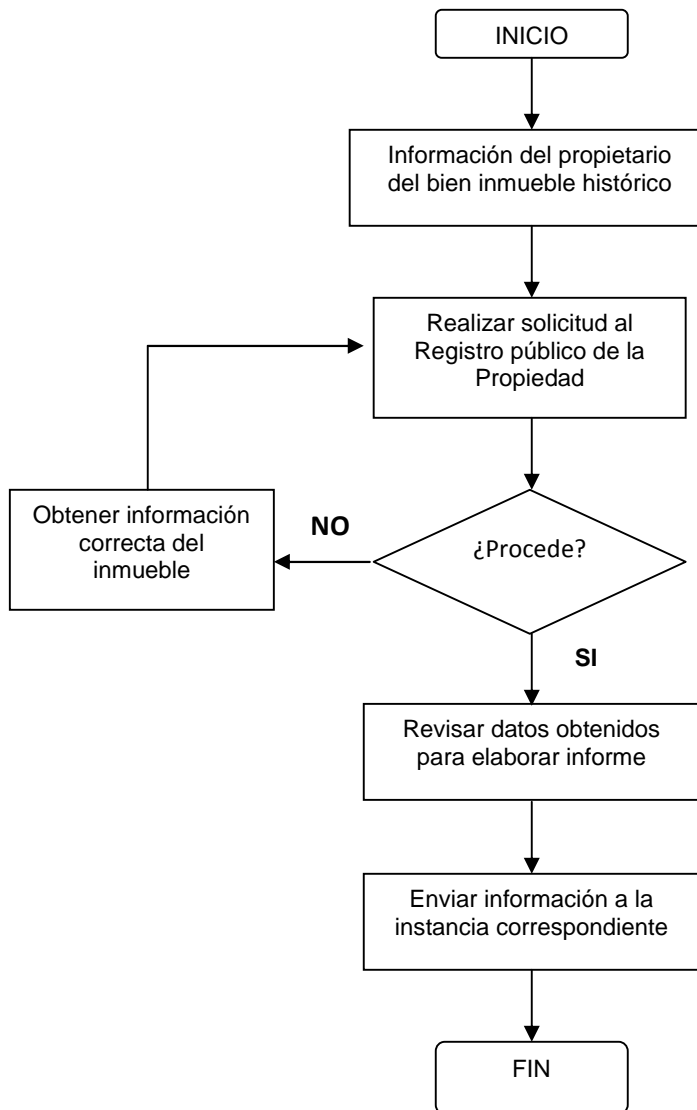 INICIO
Información del propietario
del bien inmueble histórico
Realizar solicitud al
Registro público de la
Propiedad
Obtener información
correcta del
inmueble
NO
¿Procede?
SI
Revisar datos obtenidos
para elaborar informe
Enviar información a la
instancia correspondiente
FIN